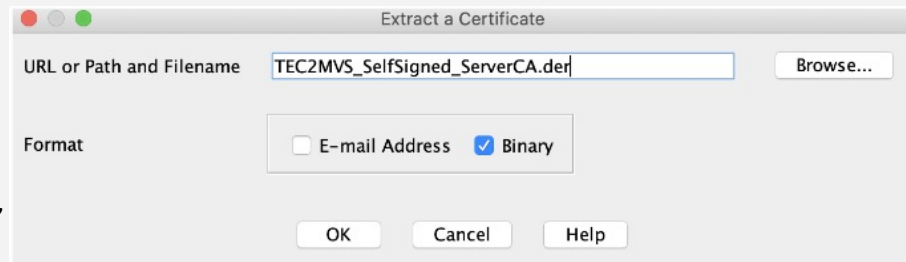 Extract a Certificate
URL or Path and Filename TEC2MVS_SelfSigned_ServerCA.der Browse...
Format E-mail Address Binary
OK Cancel Help